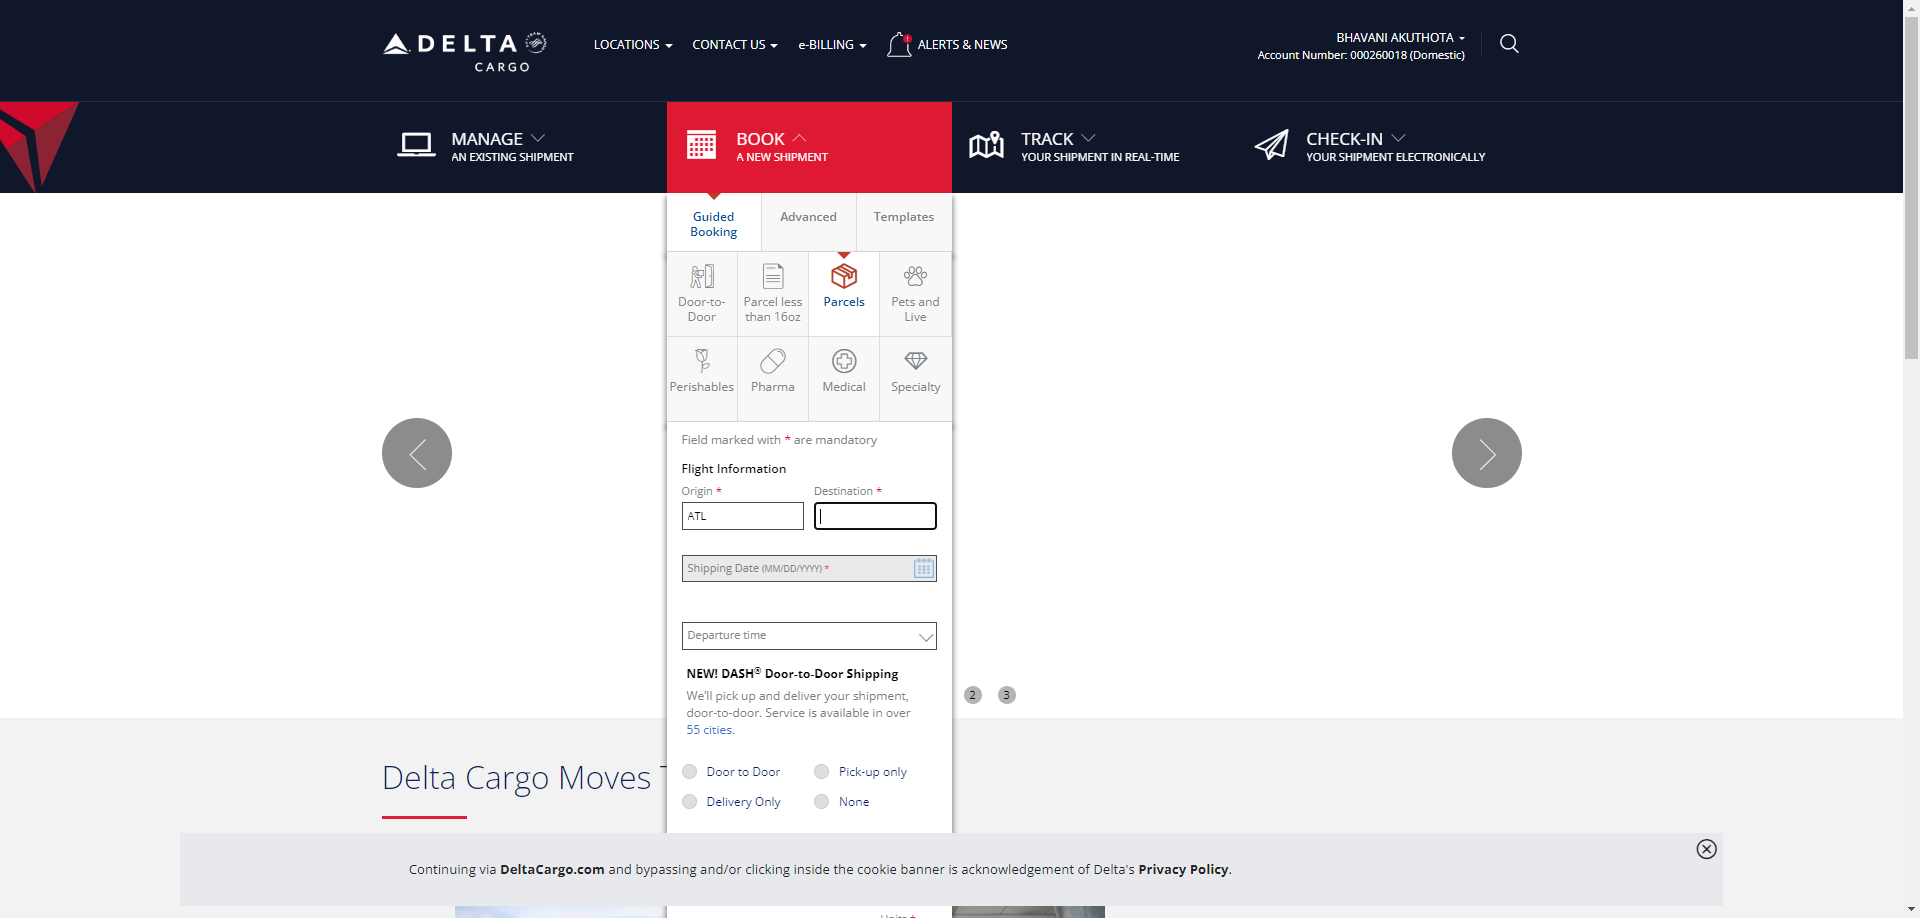 DELTA
CARGO
LOCATIONS
CONTACT US
e-BILLING
!
ALERTS & NEWS
BHAVANI AKUTHOTA
Account Number: 000260018 (Domestic)
MANAGE
AN EXISTING SHIPMENT
BOOK
A NEW SHIPMENT
TRACK
YOUR SHIPMENT IN REAL-TIME
CHECK-IN
YOUR SHIPMENT ELECTRONICALLY
Guided
Booking
Advanced
Templates
Door-to-
Door
Parcel less
than 16oz
Parcels
Pets and
Live
Perishables
Pharma
Medical
Specialty
Field marked with * are mandatory
Flight Information
Origin *
Destination *
ATL
Shipping Date (MM/DD/YYYY) *
Departure time
NEW! DASH® Door-to-Door Shipping
We'll pick up and deliver your shipment,
door-to-door. Service is available in over
55 cities.
2
3
Door to Door
Pick-up only
Delivery Only
None
Delta Cargo Moves
Continuing via DeltaCargo.com and bypassing and/or clicking inside the cookie banner is acknowledgement of Delta's Privacy Policy.